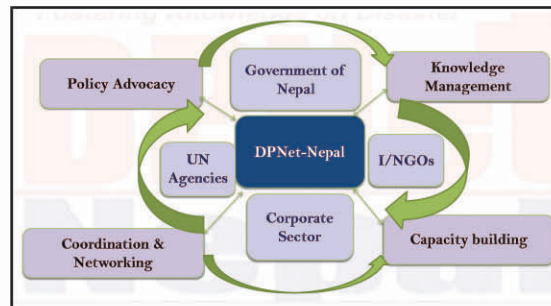 Policy Advocacy
Government of
Nepal
Knowledge
Management
UN
Agencies
DPNet-Nepal
I/NGOs
Corporate
Sector
Coordination &
Networking
Capacity building